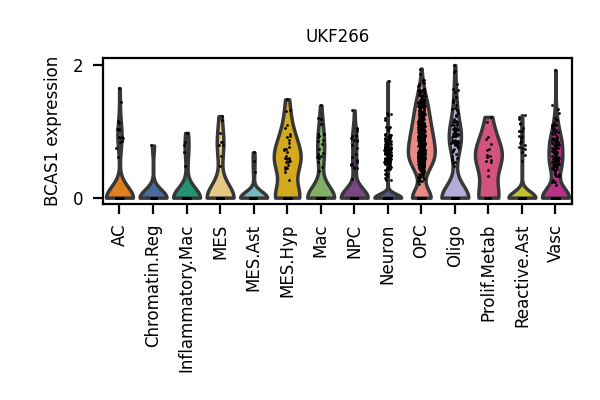 UKF266
BCAS1 expression
2
0
AC
Chromatin.Reg
Inflammatory.Mac
MES
MES.Ast
MES.Hyp
Mac
NPC
Neuron
OPC
Oligo
Prolif.Metab
Reactive.Ast
Vasc